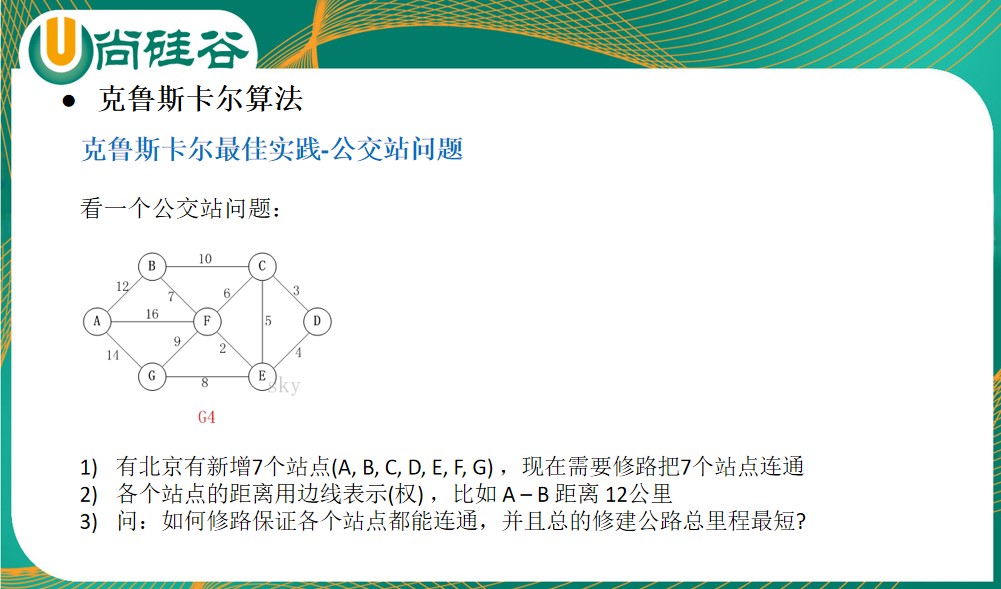 尚硅谷
● 克鲁斯卡尔算法
克鲁斯卡尔最佳实践-公交站问题
看一个公交站问题：
B 10 C
12 7 6 3
A 16 F 5 D
14 9 2 4
G 8 E
sky
G4
1) 有北京有新增7个站点(A, B, C, D, E, F, G) ，现在需要修路把7个站点连通
2) 各个站点的距离用边线表示(权) ，比如 A – B 距离 12公里
3) 问：如何修路保证各个站点都能连通，并且总的修建公路总里程最短?